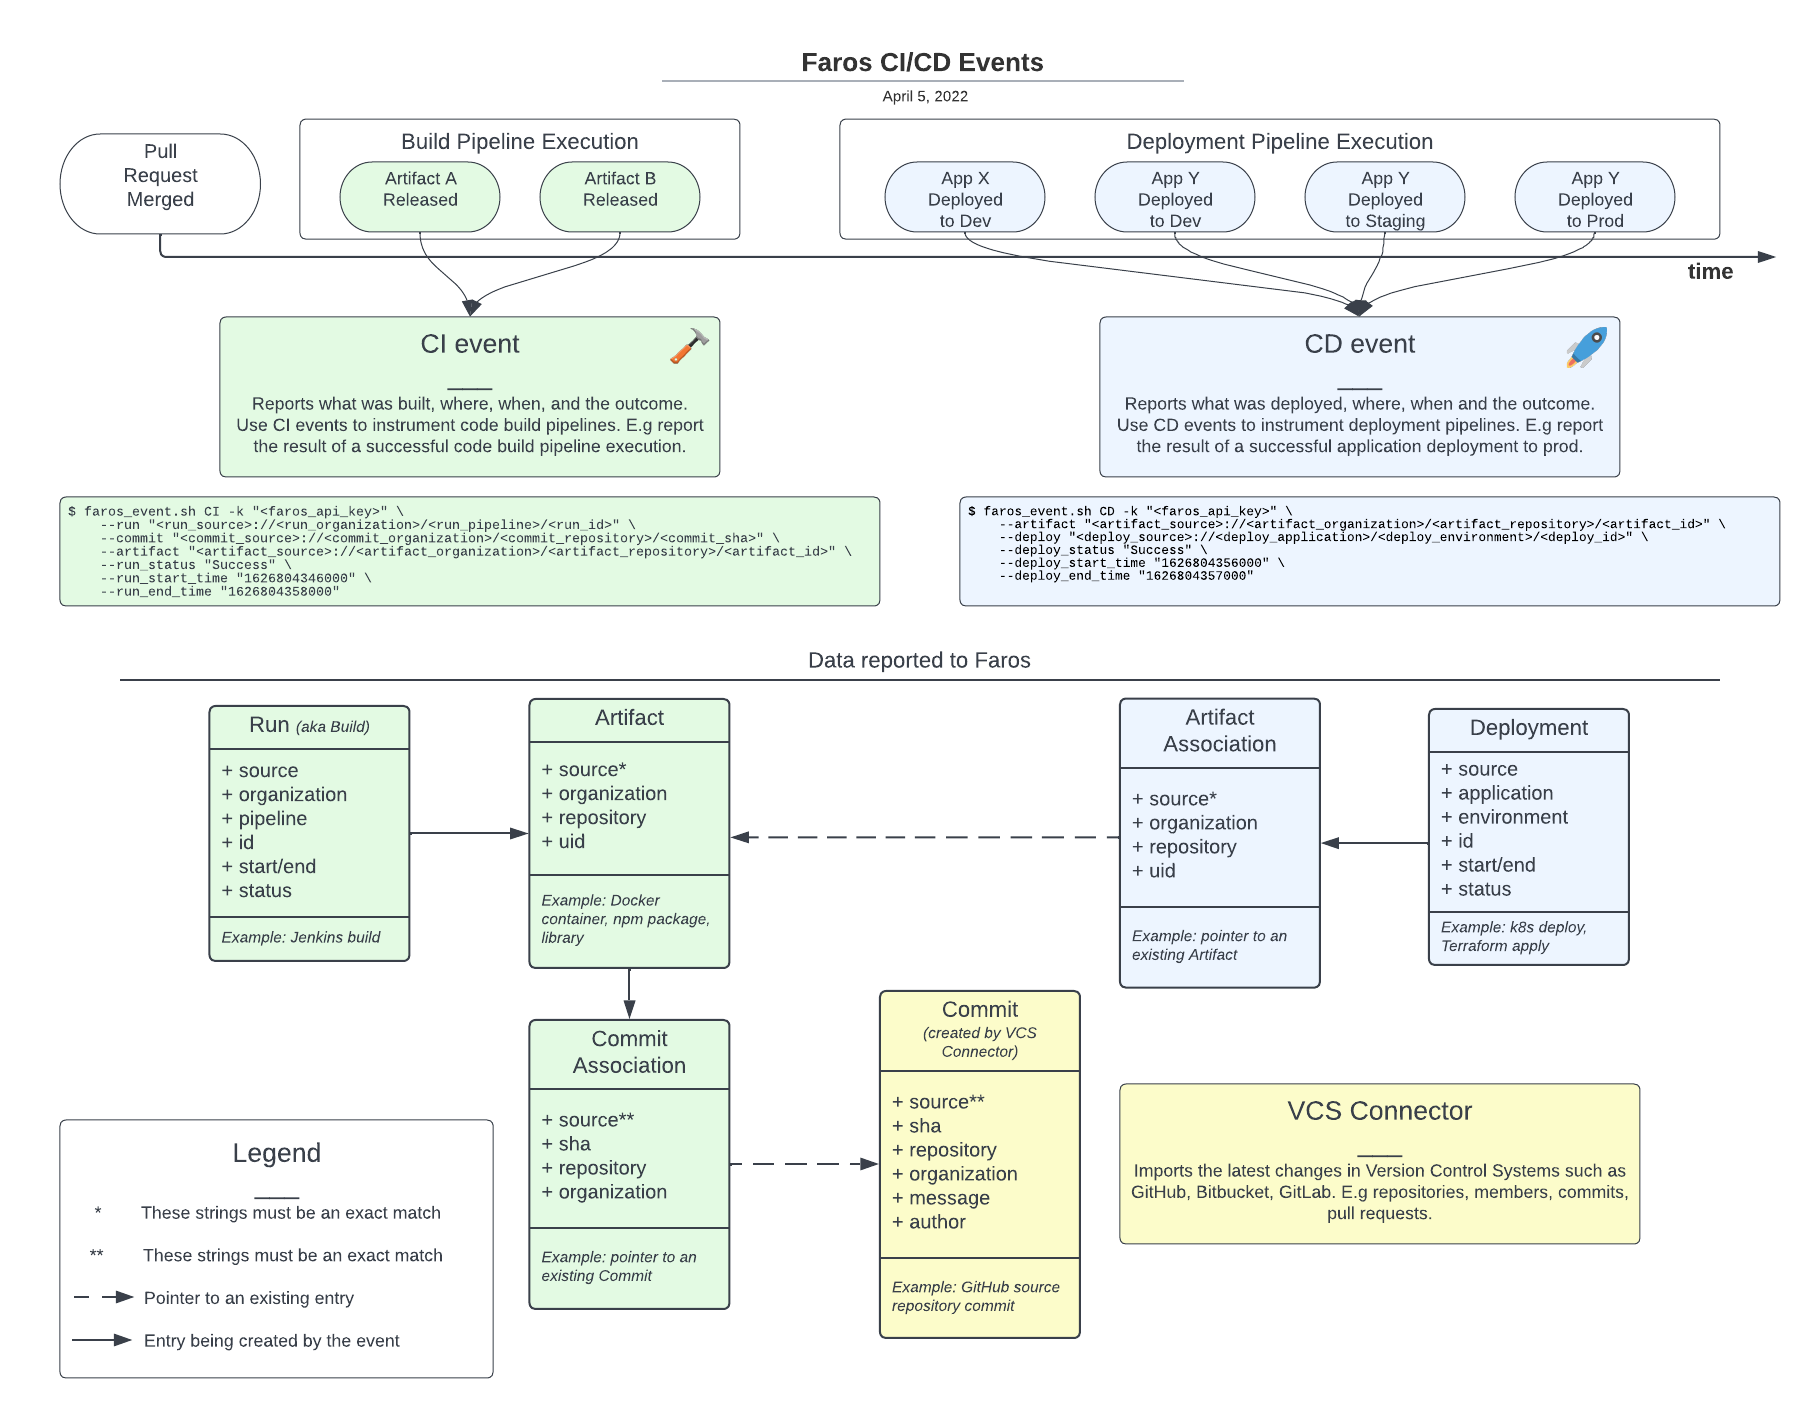 Faros CI/CD Events
April 5, 2022
Pull
Request
Merged
Build Pipeline Execution
Artifact A
Released
Artifact B
Released
Deployment Pipeline Execution
App X
Deployed
to Dev
App Y
Deployed
to Dev
App Y
Deployed
to Staging
App Y
Deployed
to Prod
time
CI event
Reports what was built, where, when, and the outcome.
Use CI events to instrument code build pipelines. E.g report
the result of a successful code build pipeline execution.
CD event
Reports what was deployed, where, when and the outcome.
Use CD events to instrument deployment pipelines. E.g report
the result of a successful application deployment to prod.
$ faros_event.sh CI -k "<faros_api_key>" \
--run "<run_source>://<run_organization>/<run_pipeline>/<run_id>" \
--commit "<commit_source>://<commit_organization>/<commit_repository>/<commit_sha>" \
--artifact "<artifact_source>://<artifact_organization>/<artifact_repository>/<artifact_id>" \
--run_status "Success" \
--run_start_time "1626804346000" \
--run_end_time "1626804358000"
$ faros_event.sh CD -k "<faros_api_key>" \
--artifact "<artifact_source>://<artifact_organization>/<artifact_repository>/<artifact_id>" \
--deploy "<deploy_source>://<deploy_application>/<deploy_environment>/<deploy_id>" \
--deploy_status "Success" \
--deploy_start_time "1626804356000" \
--deploy_end_time "1626804357000"
Data reported to Faros
Run (aka Build)
+ source
+ organization
+ pipeline
+ id
+ start/end
+ status
Example: Jenkins build
Artifact
+ source*
+ organization
+ repository
+ uid
Example: Docker
container, npm package,
library
Artifact
Association
+ source*
+ organization
+ repository
+ uid
Example: pointer to an
existing Artifact
Deployment
+ source
+ application
+ environment
+ id
+ start/end
+ status
Example: k8s deploy,
Terraform apply
Commit
Association
+ source**
+ sha
+ repository
+ organization
Example: pointer to an
existing Commit
Commit
(created by VCS
Connector)
+ source**
+ sha
+ repository
+ organization
+ message
+ author
Example: GitHub source
repository commit
VCS Connector
Imports the latest changes in Version Control Systems such as
GitHub, Bitbucket, GitLab. E.g repositories, members, commits,
pull requests.
Legend
* These strings must be an exact match
** These strings must be an exact match
Pointer to an existing entry
Entry being created by the event